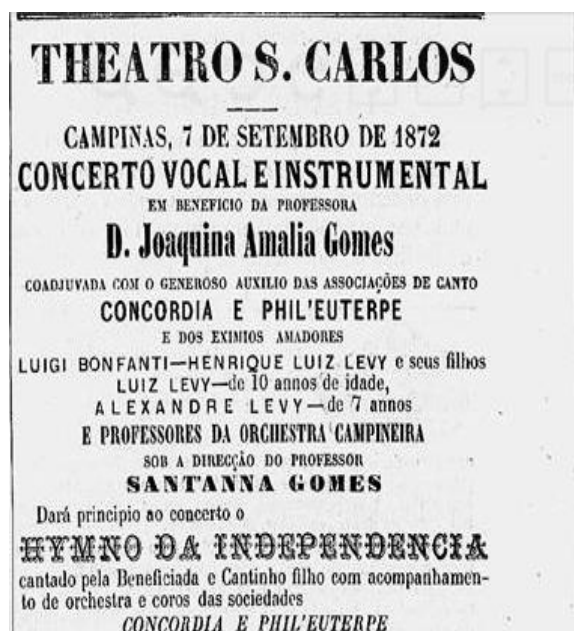 THEATRO S. CARLOS
CAMPINAS, 7 DE SETEMBRO DE 1872
CONCERTO VOCAL E INSTRUMENTAL
EM BENEFICIO DA PROFESSORA
D. Joaquina Amalia Gomes
COADJUVADA COM O GENEROSO AUXILIO DAS ASSOCIAÇÕES DE CANTO
CONCORDIA E PHIL'EUTERPE
E DOS EXIMIOS AMADORES
LUIGI BONFANTI—HENRIQUE LUIZ LEVY e seus filhos
LUIZ LEVY—de 10 annos de idade,
ALEXANDRE LEVY—de 7 annos
E PROFESSORES DA ORCHESTRA CAMPINEIRA
SOB A DIRECÇÃO DO PROFESSOR
SANT'ANNA GOMES
Dará principio ao concerto o
HYMNO DA INDEPENDENCIA
cantado pela Beneficiada e Cantinho filho com acompanhamen-
to de orchestra e coros das sociedades
CONCORDIA E PHIL'EUTERPE